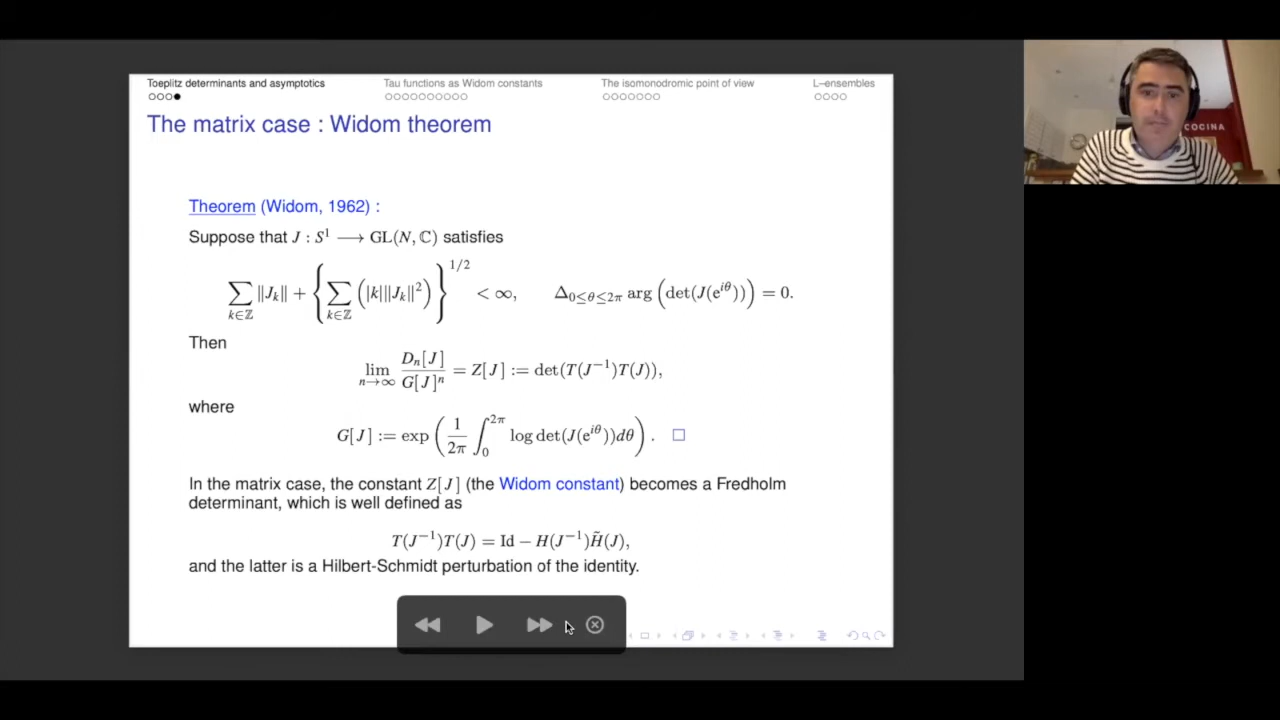 Toeplitz determinants and asymptotics
Tau functions as Widom constants
The isomonodromic point of view
L–ensembles
The matrix case : Widom theorem
Theorem (Widom, 1962) :
Suppose that J : S¹ ⟶ GL(N, ℂ) satisfies
∑_{k∈ℤ} ‖J_k‖ + { ∑_{k∈ℤ} (|k|‖J_k‖²) }^{1/2} < ∞, Δ_{0≤θ≤2π} arg (det(J(e^{iθ}))) = 0.
Then
lim_{n→∞} D_n[J] / G[J]^n = Z[J] := det(T(J⁻¹)T(J)),
where
G[J] := exp ( 1/2π ∫_0^{2π} log det(J(e^{iθ}))dθ ) . □
In the matrix case, the constant Z[J] (the Widom constant) becomes a Fredholm
determinant, which is well defined as
T(J⁻¹)T(J) = Id − H(J⁻¹)H̃(J),
and the latter is a Hilbert-Schmidt perturbation of the identity.
COCINA